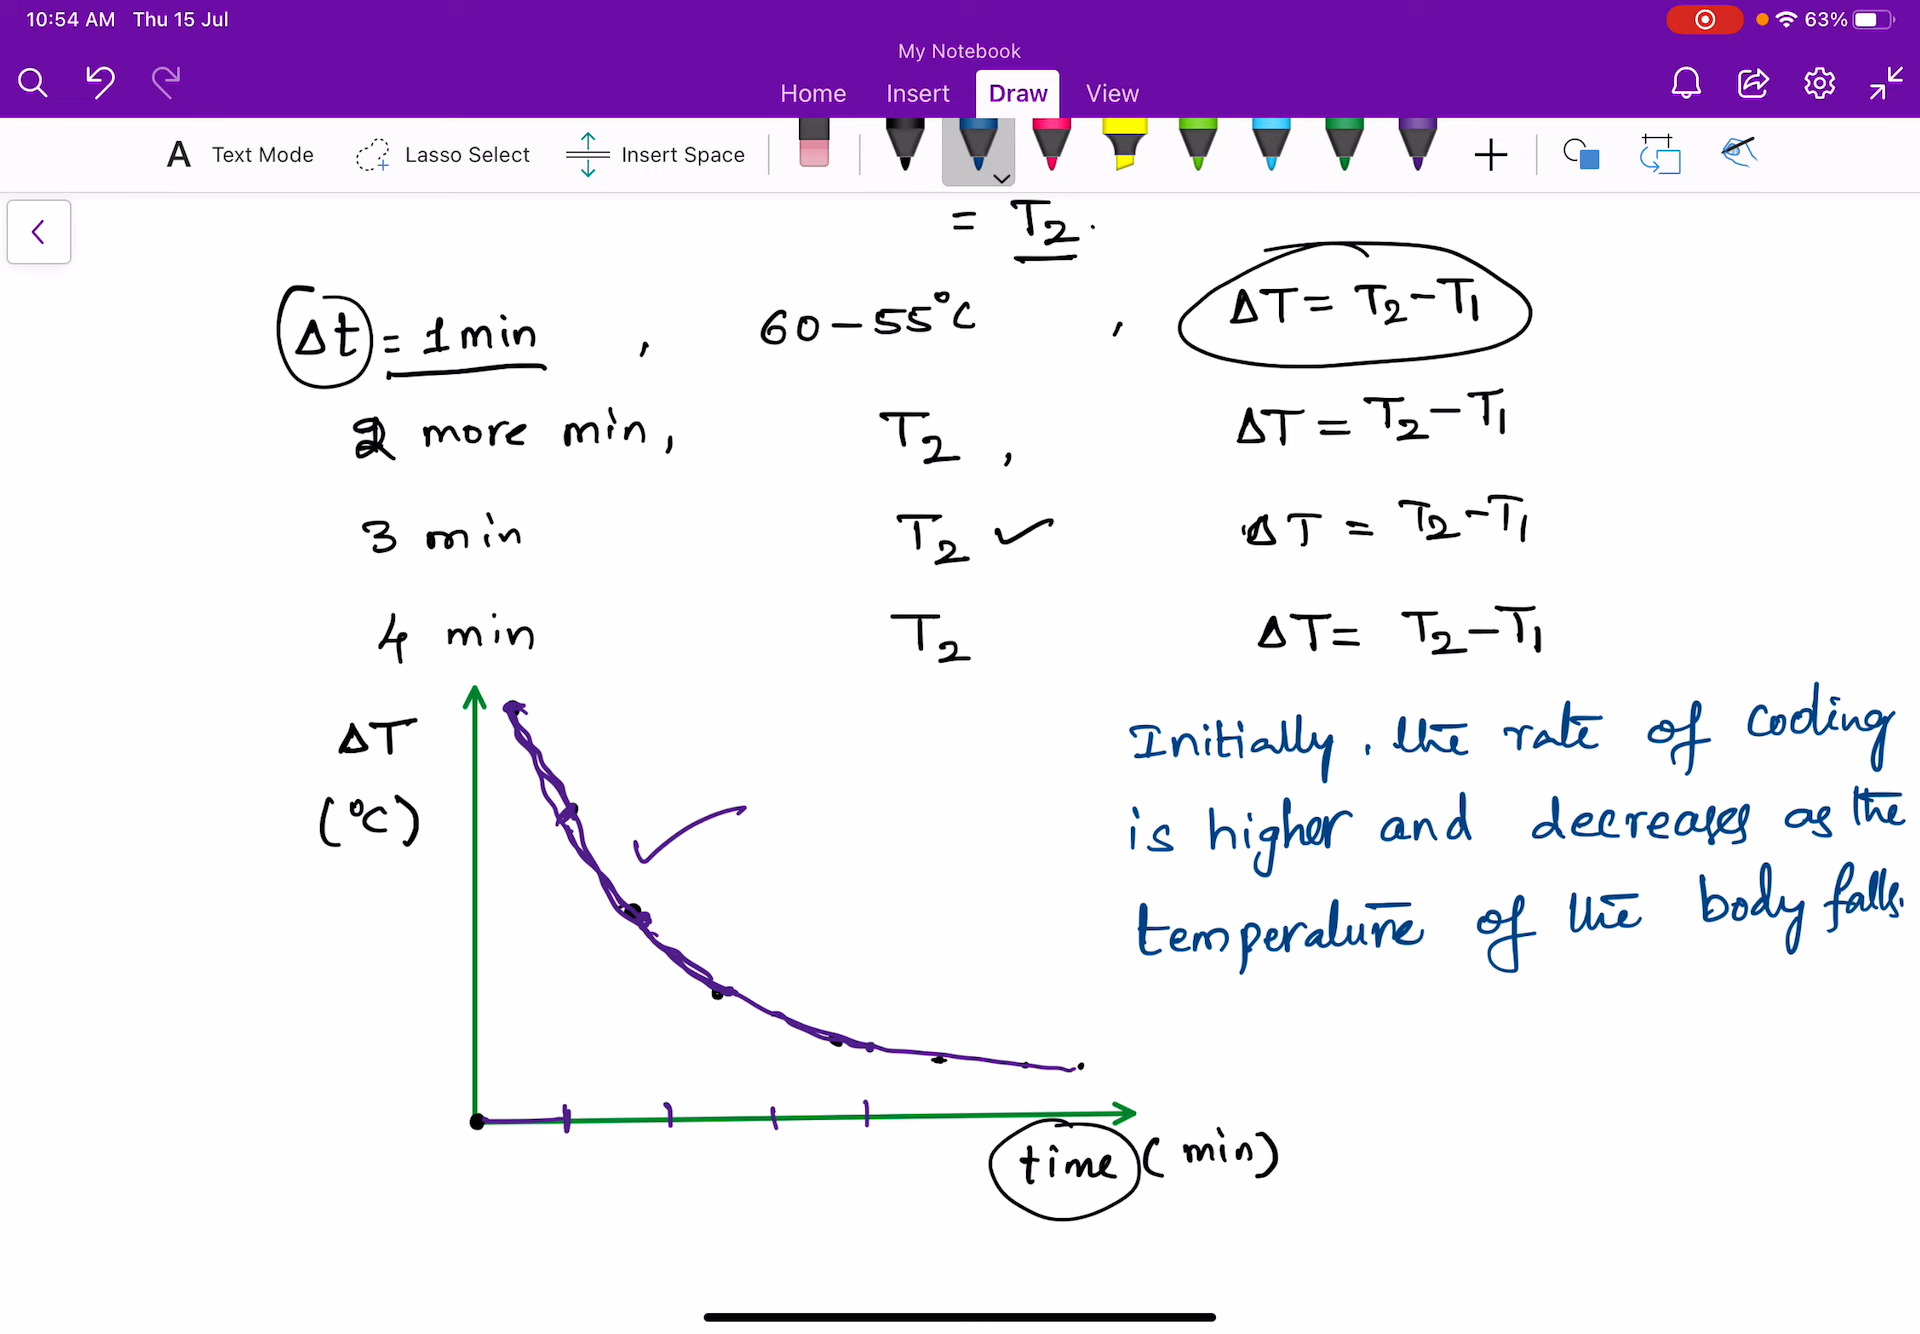 10:54 AM Thu 15 Jul
63%
My Notebook
Home Insert Draw View
A Text Mode Lasso Select Insert Space
= T2.
Δt = 1 min , 60-55°C , ΔT = T2-T1
2 more min, T2 , ΔT = T2-T1
3 min T2 ✓ ΔT = T2-T1
4 min T2 ΔT = T2-T1
ΔT
(°C)
Initially, the rate of cooling
is higher and decreases as the
temperature of the body falls.
time (min)